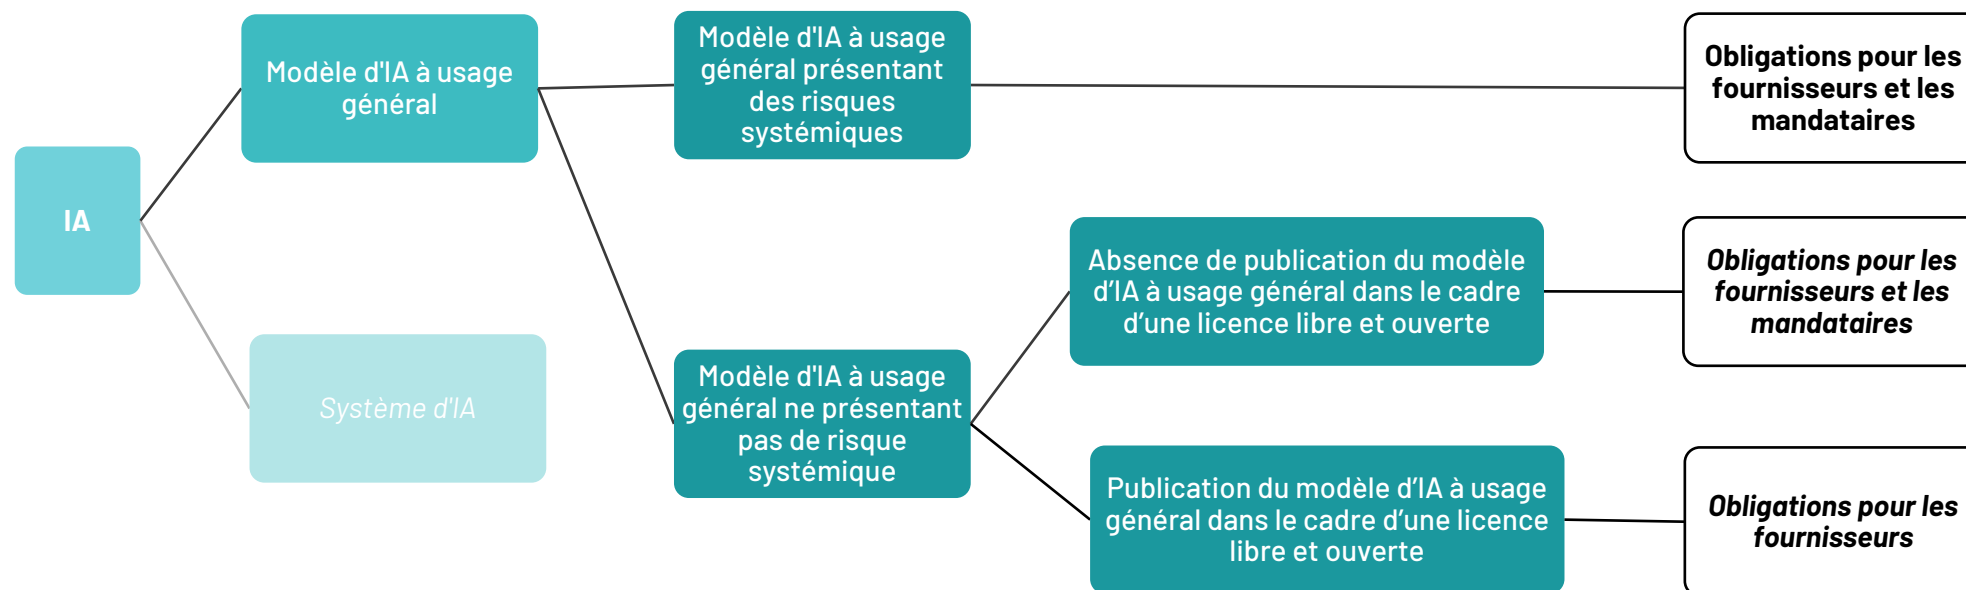 IA
Modèle d'IA à usage
général
Système d'IA
Modèle d'IA à usage
général présentant
des risques
systémiques
Modèle d'IA à usage
général ne présentant
pas de risque
systémique
Absence de publication du modèle
d’IA à usage général dans le cadre
d’une licence libre et ouverte
Publication du modèle d’IA à usage
général dans le cadre d’une licence
libre et ouverte
Obligations pour les
fournisseurs et les
mandataires
Obligations pour les
fournisseurs et les
mandataires
Obligations pour les
fournisseurs